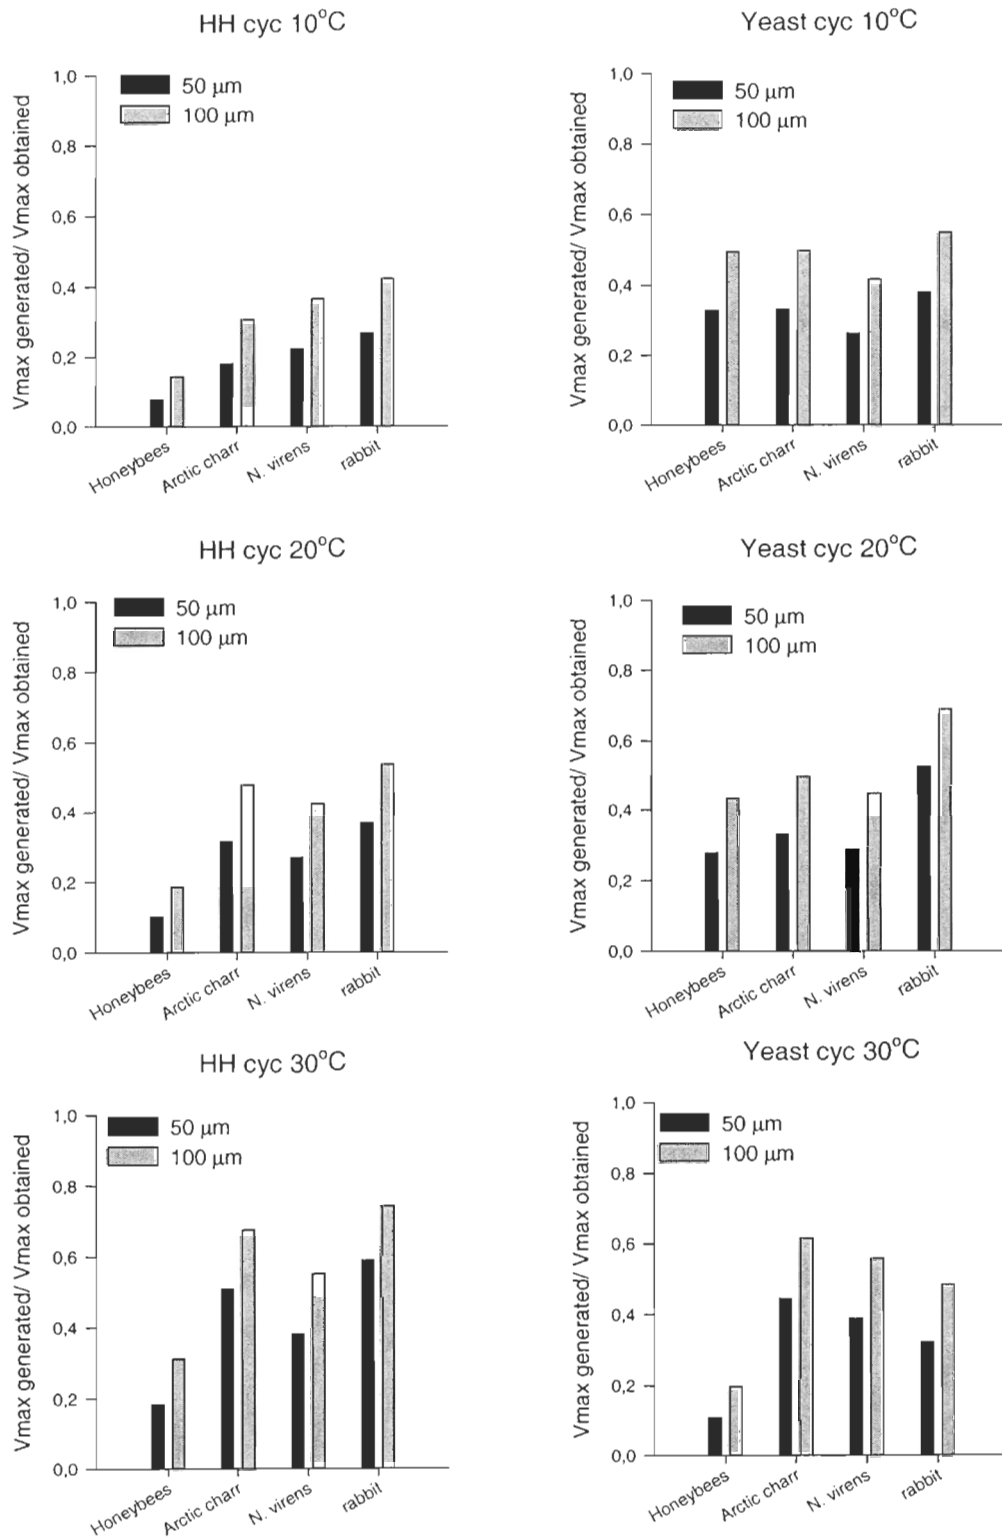 HH cyc 10°C
Vmax generated/ Vmax obtained
1,0
0,8
0,6
0,4
0,2
0,0
50 μm
100 μm
Honeybees
Arctic charr
N. virens
rabbit
Yeast cyc 10°C
Vmax generated/ Vmax obtained
1,0
0,8
0,6
0,4
0,2
0,0
50 μm
100 μm
Honeybees
Arctic charr
N. virens
rabbit
HH cyc 20°C
Vmax generated/ Vmax obtained
1,0
0,8
0,6
0,4
0,2
0,0
50 μm
100 μm
Honeybees
Arctic charr
N. virens
rabbit
Yeast cyc 20°C
Vmax generated/ Vmax obtained
1,0
0,8
0,6
0,4
0,2
0,0
50 μm
100 μm
Honeybees
Arctic charr
N. virens
rabbit
HH cyc 30°C
Vmax generated/ Vmax obtained
1,0
0,8
0,6
0,4
0,2
0,0
50 μm
100 μm
Honeybees
Arctic charr
N. virens
rabbit
Yeast cyc 30°C
Vmax generated/ Vmax obtained
1,0
0,8
0,6
0,4
0,2
0,0
50 μm
100 μm
Honeybees
Arctic charr
N. virens
rabbit